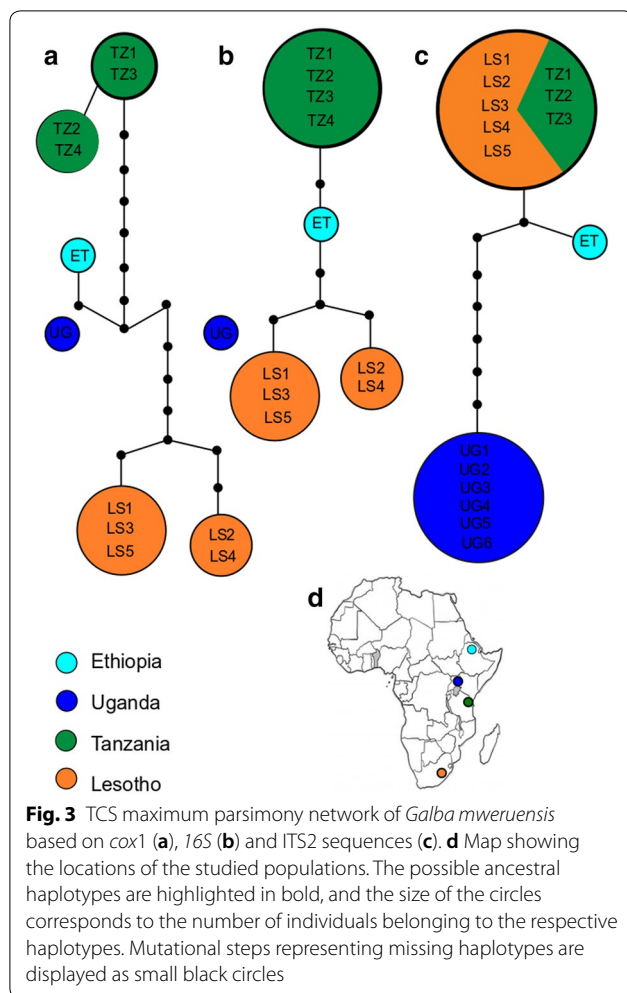 a
TZ1
TZ3
TZ2
TZ4
ET
UG
LS1
LS3
LS5
LS2
LS4
b
TZ1
TZ2
TZ3
TZ4
ET
UG
LS1
LS3
LS5
LS2
LS4
c
LS1
LS2
LS3
LS4
LS5
TZ1
TZ2
TZ3
ET
UG1
UG2
UG3
UG4
UG5
UG6
d
Ethiopia
Uganda
Tanzania
Lesotho
Fig. 3 TCS maximum parsimony network of Galba mweruensis
based on cox1 (a), 16S (b) and ITS2 sequences (c). d Map showing
the locations of the studied populations. The possible ancestral
haplotypes are highlighted in bold, and the size of the circles
corresponds to the number of individuals belonging to the respective
haplotypes. Mutational steps representing missing haplotypes are
displayed as small black circles